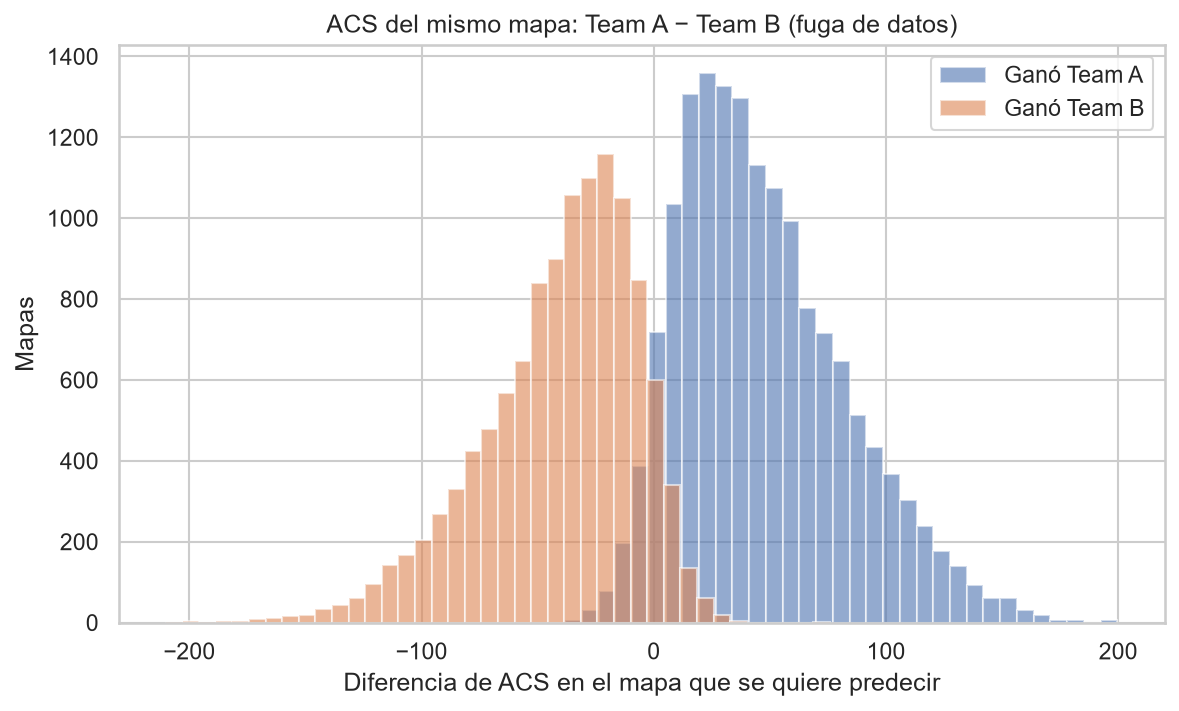 ACS del mismo mapa: Team A − Team B (fuga de datos)
Ganó Team A
Ganó Team B
1400
1200
1000
800
600
400
200
0
Mapas
−200
−100
0
100
200
Diferencia de ACS en el mapa que se quiere predecir